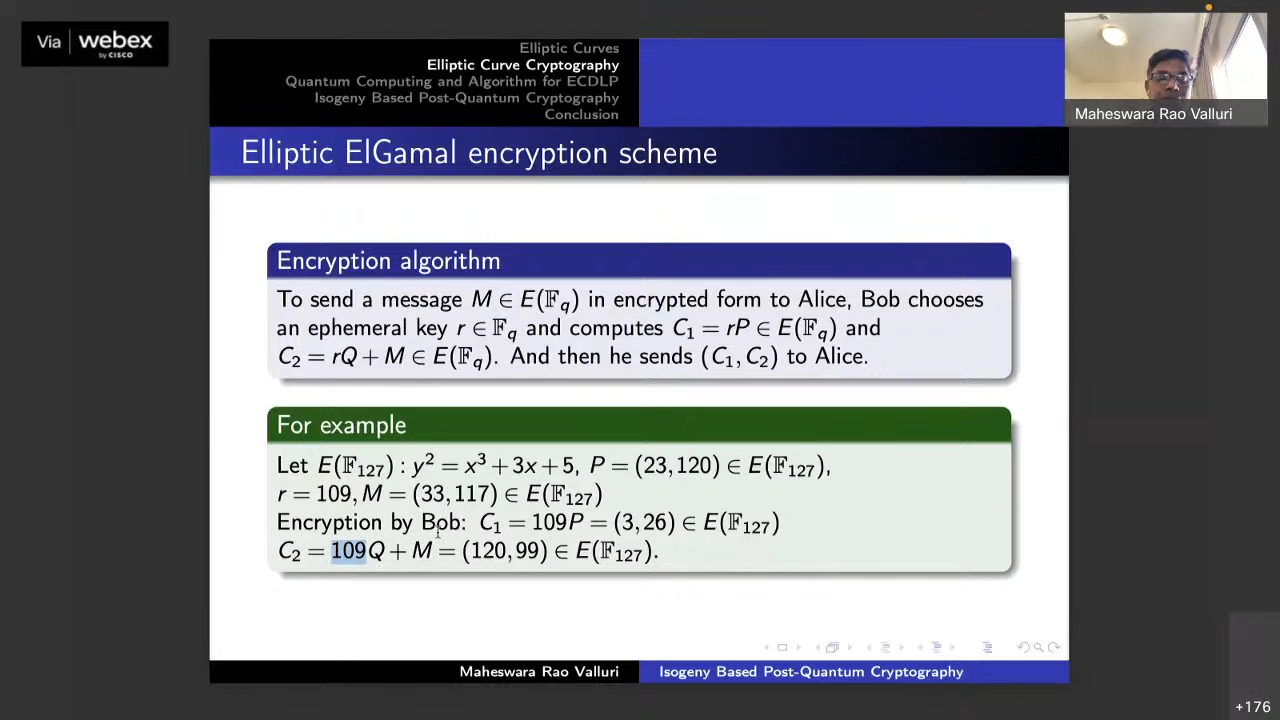 Via webex
by CISCO
Elliptic Curves
Elliptic Curve Cryptography
Quantum Computing and Algorithm for ECDLP
Isogeny Based Post-Quantum Cryptography
Conclusion
Maheswara Rao Valluri
Elliptic ElGamal encryption scheme
Encryption algorithm
To send a message M ∈ E(𝔽q) in encrypted form to Alice, Bob chooses
an ephemeral key r ∈ 𝔽q and computes C₁ = rP ∈ E(𝔽q) and
C₂ = rQ + M ∈ E(𝔽q). And then he sends (C₁, C₂) to Alice.
For example
Let E(𝔽₁₂₇) : y² = x³ + 3x + 5, P = (23, 120) ∈ E(𝔽₁₂₇),
r = 109, M = (33, 117) ∈ E(𝔽₁₂₇)
Encryption by Bob: C₁ = 109P = (3, 26) ∈ E(𝔽₁₂₇)
C₂ = 109Q + M = (120, 99) ∈ E(𝔽₁₂₇).
Maheswara Rao Valluri
Isogeny Based Post-Quantum Cryptography
+176